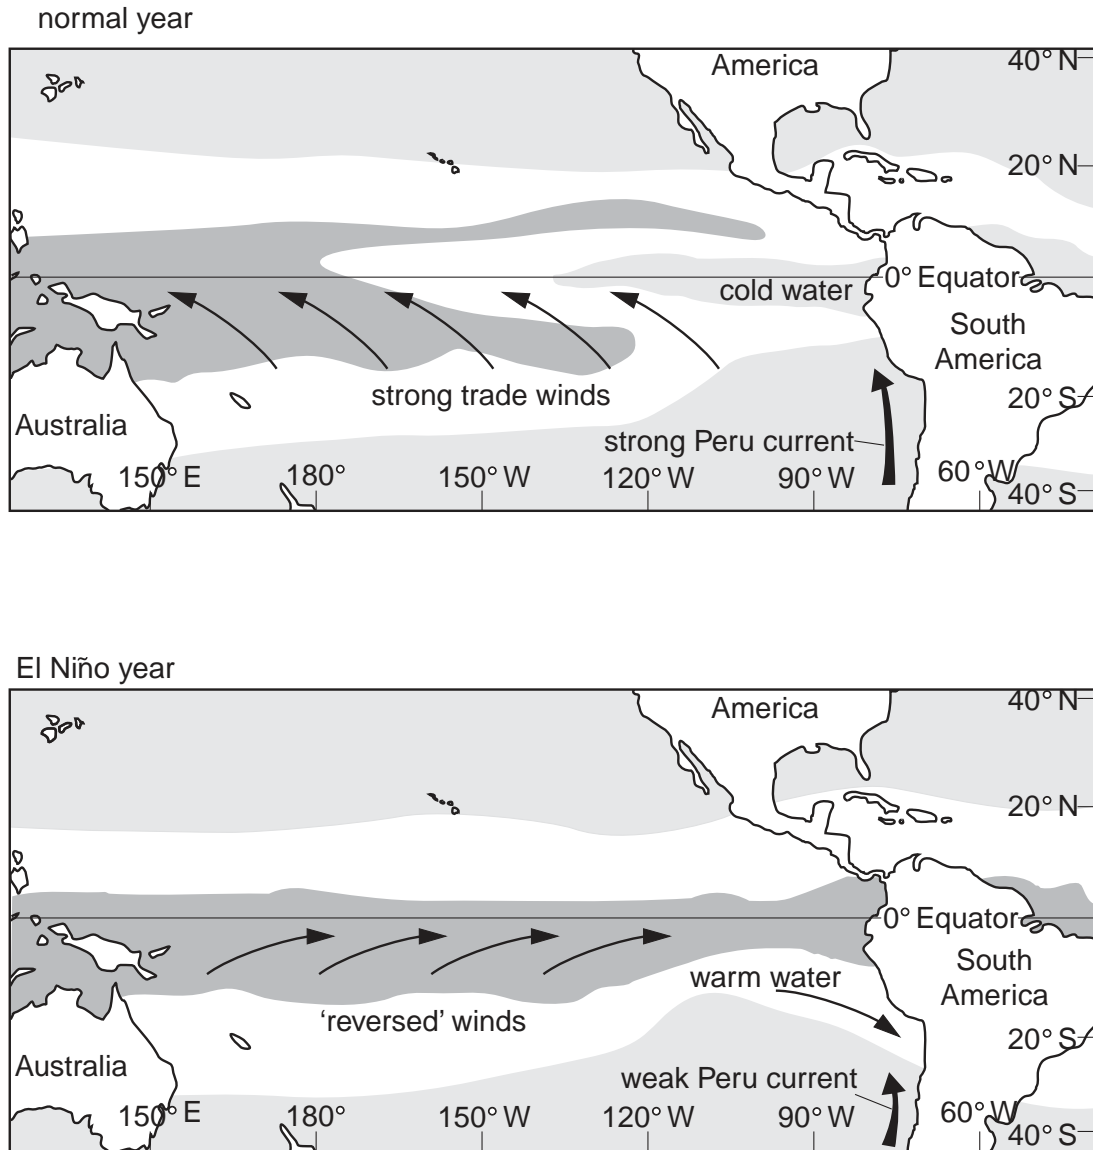 normal year
America
40° N
20° N
cold water
0° Equator
South
America
strong trade winds
20° S
Australia
strong Peru current
150° E
180°
150° W
120° W
90° W
60° W
40° S
El Niño year
America
40° N
20° N
0° Equator
South
America
warm water
'reversed' winds
20° S
Australia
weak Peru current
150° E
180°
150° W
120° W
90° W
60° W
40° S